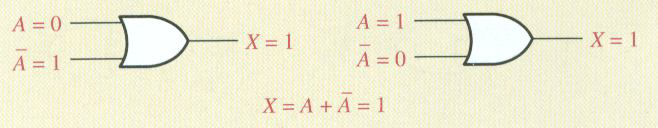 A = 0
A̅ = 1
X = 1
A = 1
A̅ = 0
X = 1
X = A + A̅ = 1